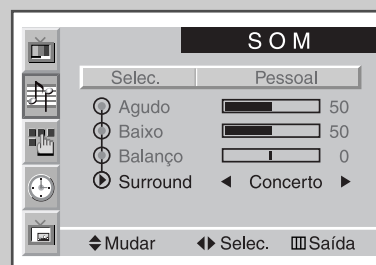 SOM
Selec. Pessoal
Agudo 50
Baixo 50
Balanço 0
Surround ◀ Concerto ▶
Mudar Selec. Saída